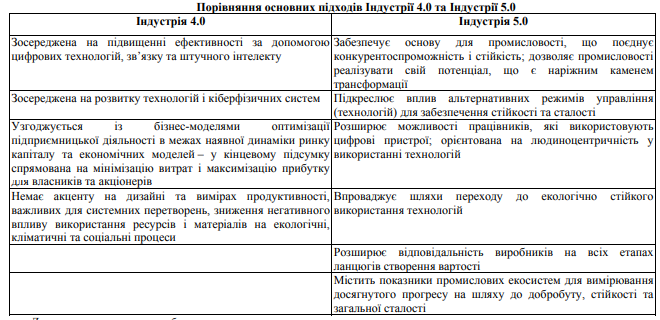 Порівняння основних підходів Індустрії 4.0 та Індустрії 5.0
Індустрія 4.0
Індустрія 5.0
Зосереджена на підвищенні ефективості за допомогою
цифрових технологій, зв’язку та штучного інтелекту
Забезпечує основу для промисловості, що поєднує
конкурентоспроможність і стійкість; дозволяє промисловості
реалізувати свій потенціал, що є наріжним каменем
трансформації
Зосереджена на розвитку технологій і кіберфізичних систем
Підкреслює вплив альтернативних режимів управління
(технологій) для забезпечення стійкості та сталості
Узгоджується із бізнес-моделями оптимізації
підприємницької діяльності в межах наявної динаміки ринку
капіталу та економічних моделей – у кінцевому підсумку
спрямована на мінімізацію витрат і максимізацію прибутку
для власників та акціонерів
Розширює можливості працівників, які використовують
цифрові пристрої; орієнтована на людиноцентричність у
використанні технологій
Немає акценту на дизайні та вимірах продуктивності,
важливих для системних перетворень, зниження негативного
впливу використання ресурсів і матеріалів на екологічні,
кліматичні та соціальні процеси
Впроваджує шляхи переходу до екологічно стійкого
використання технологій
Розширює відповідальність виробників на всіх етапах
ланцюгів створення вартості
Містить показники промислових екосистем для вимірювання
досягнутого прогресу на шляху до добробуту, стійкості та
загальної сталості